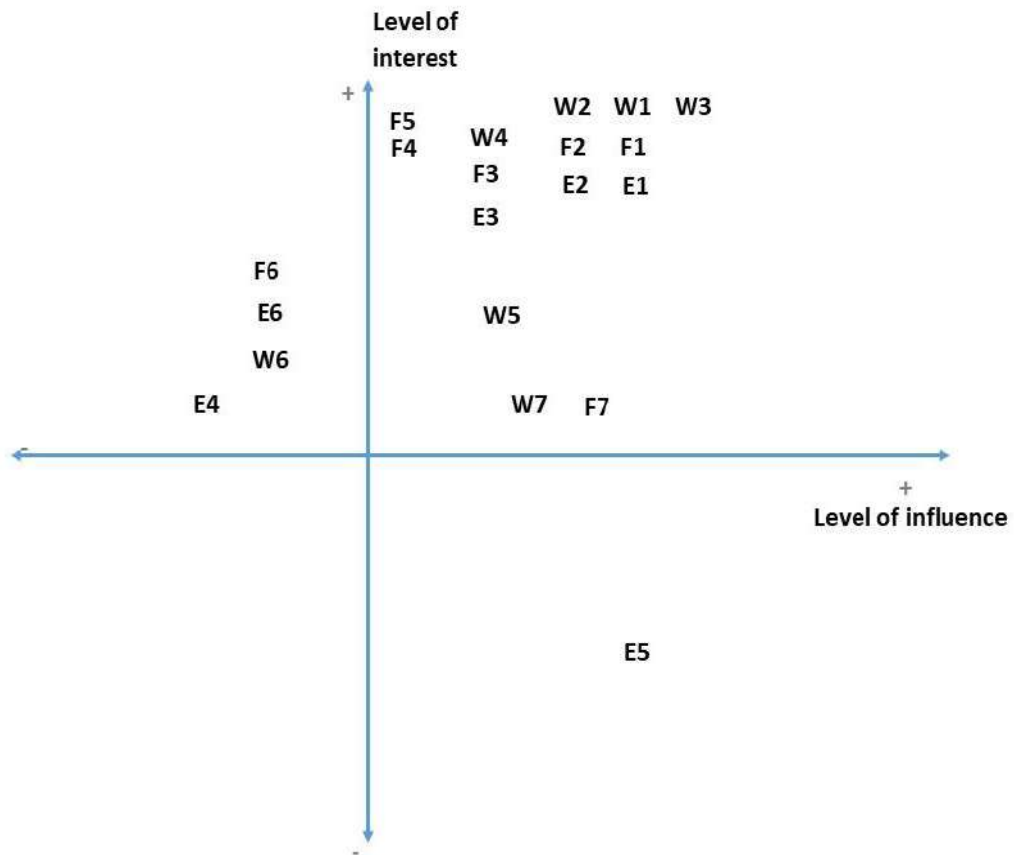 Level of
interest
+
W2 W1 W3
F5
W4
F4
F2 F1
F3
E2 E1
E3
F6
E6
W5
W6
E4
W7 F7
-
+
Level of influence
E5
-